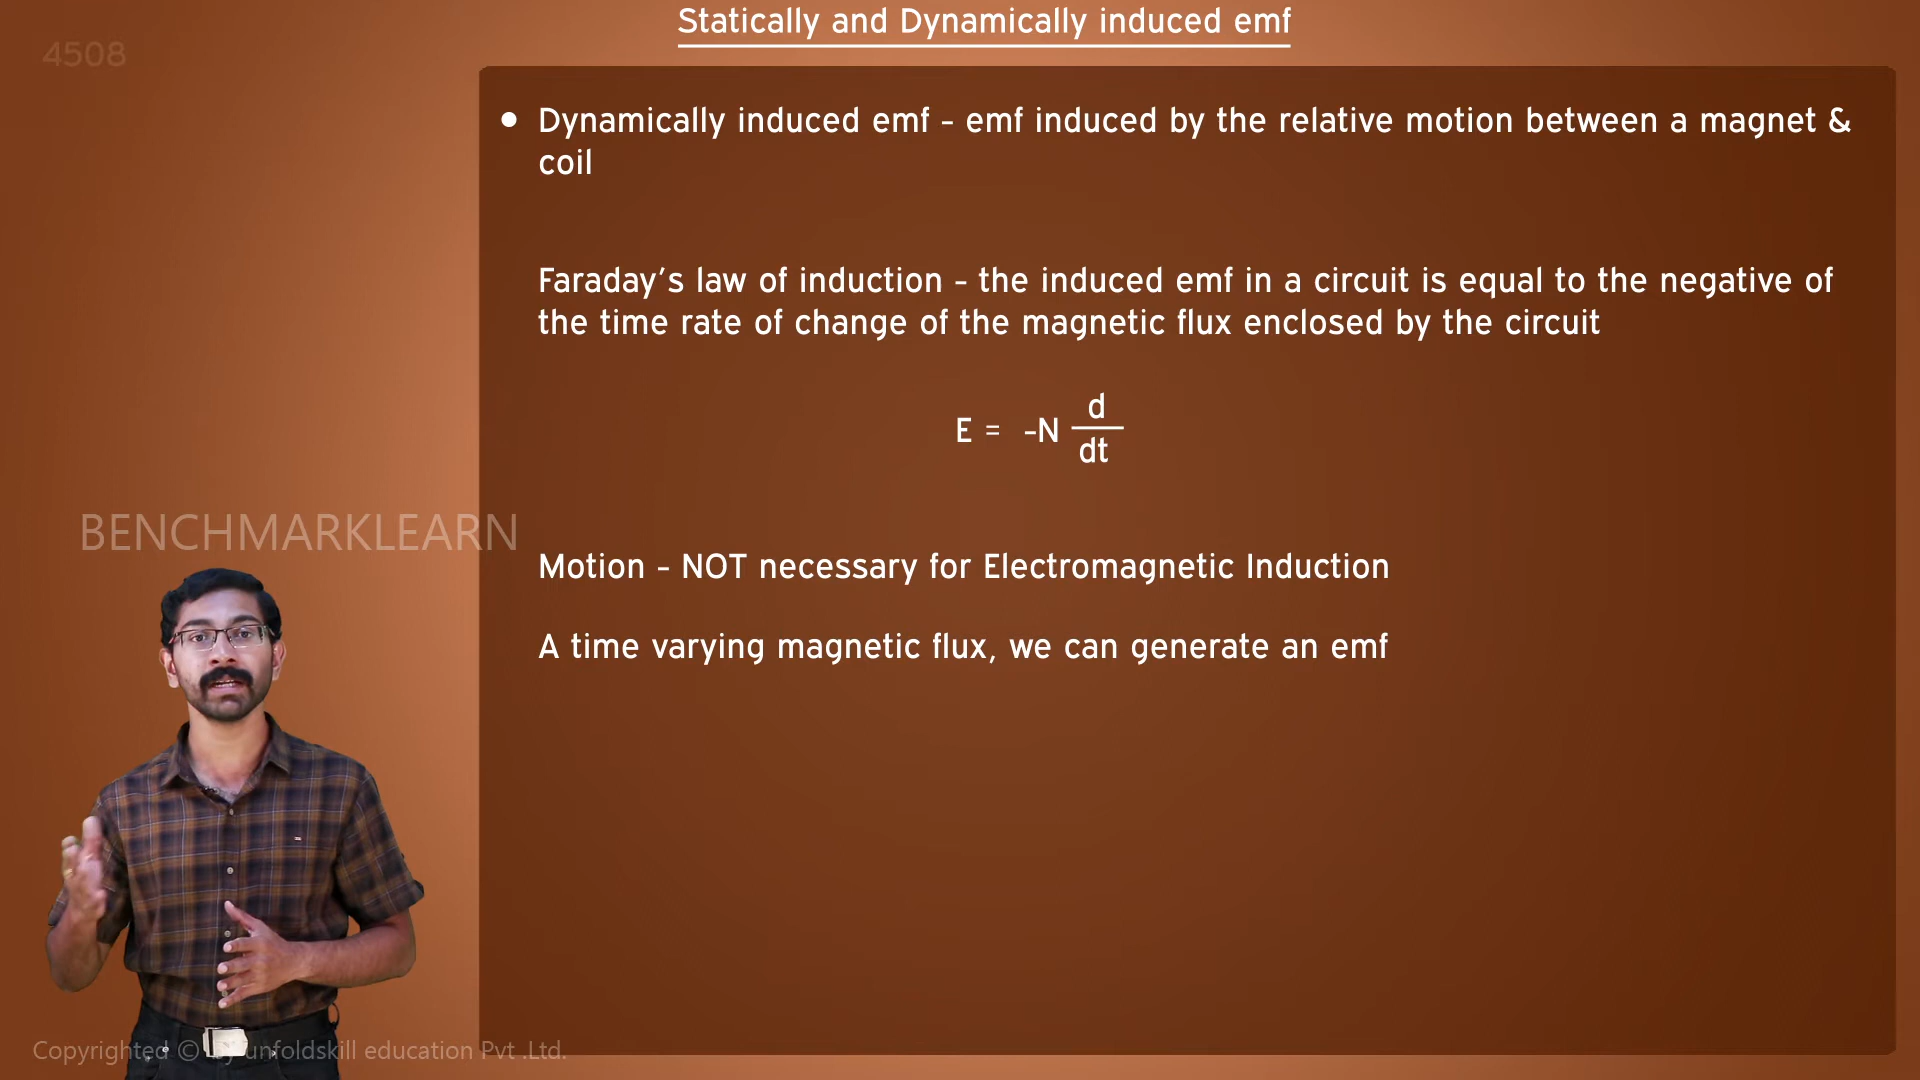 Statically and Dynamically induced emf
4508
• Dynamically induced emf - emf induced by the relative motion between a magnet &
coil
Faraday's law of induction - the induced emf in a circuit is equal to the negative of
the time rate of change of the magnetic flux enclosed by the circuit
E = -N d
dt
BENCHMARKLEARN
Motion - NOT necessary for Electromagnetic Induction
A time varying magnetic flux, we can generate an emf
Copyrighted © by unfoldskill education Pvt .Ltd.